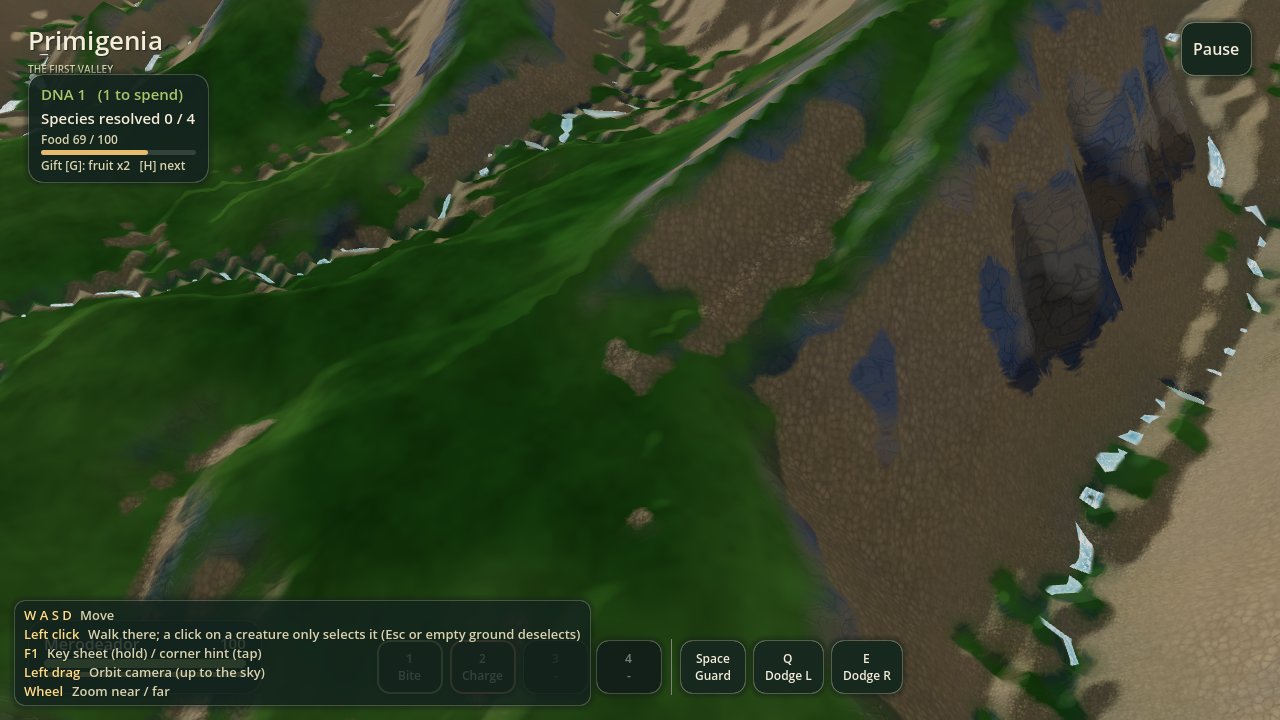 Primigenia
THE FIRST VALLEY
DNA 1 (1 to spend)
Species resolved 0 / 4
Food 69 / 100
Gift [G]: fruit x2 [H] next
Pause
W A S D Move
Left click Walk there; a click on a creature only selects it (Esc or empty ground deselects)
F1 Key sheet (hold) / corner hint (tap)
Left drag Orbit camera (up to the sky)
Wheel Zoom near / far
1
Bite
2
Charge
3
-
4
-
Space
Guard
Q
Dodge L
E
Dodge R